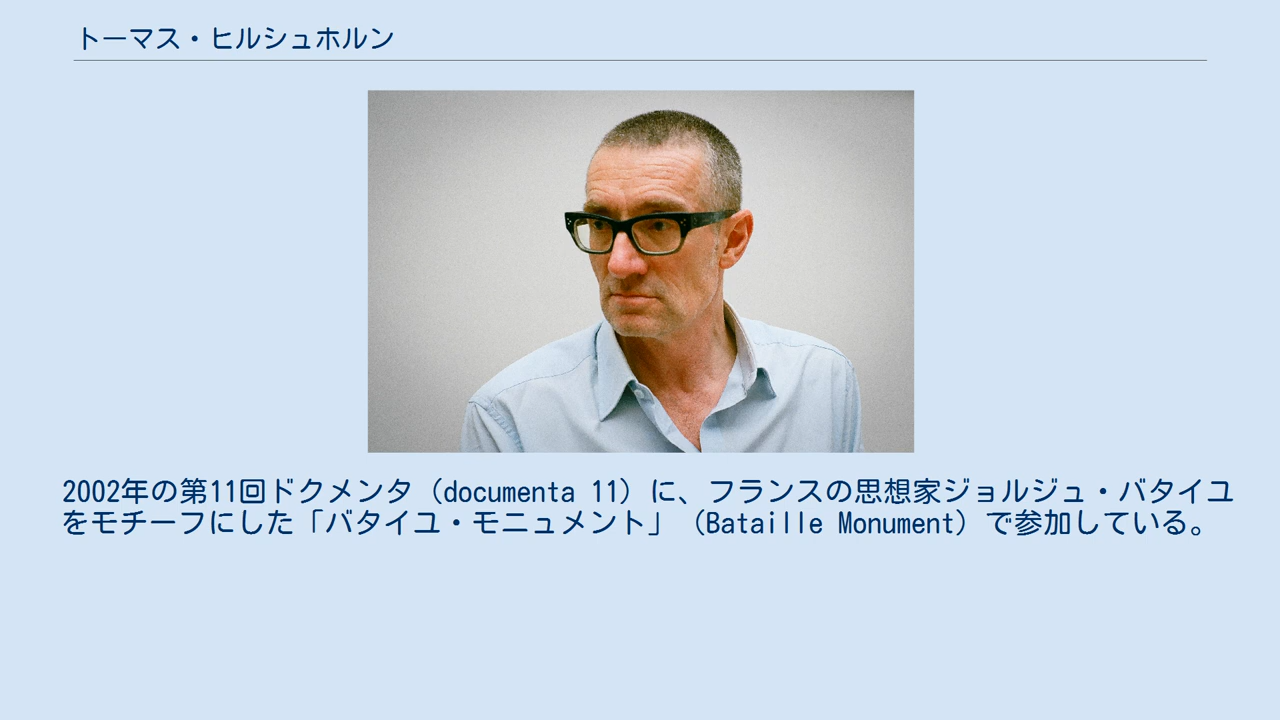 トーマス・ヒルシュホルン
2002年の第11回ドクメンタ（documenta 11）に、フランスの思想家ジョルジュ・バタイユ
をモチーフにした「バタイユ・モニュメント」（Bataille Monument）で参加している。